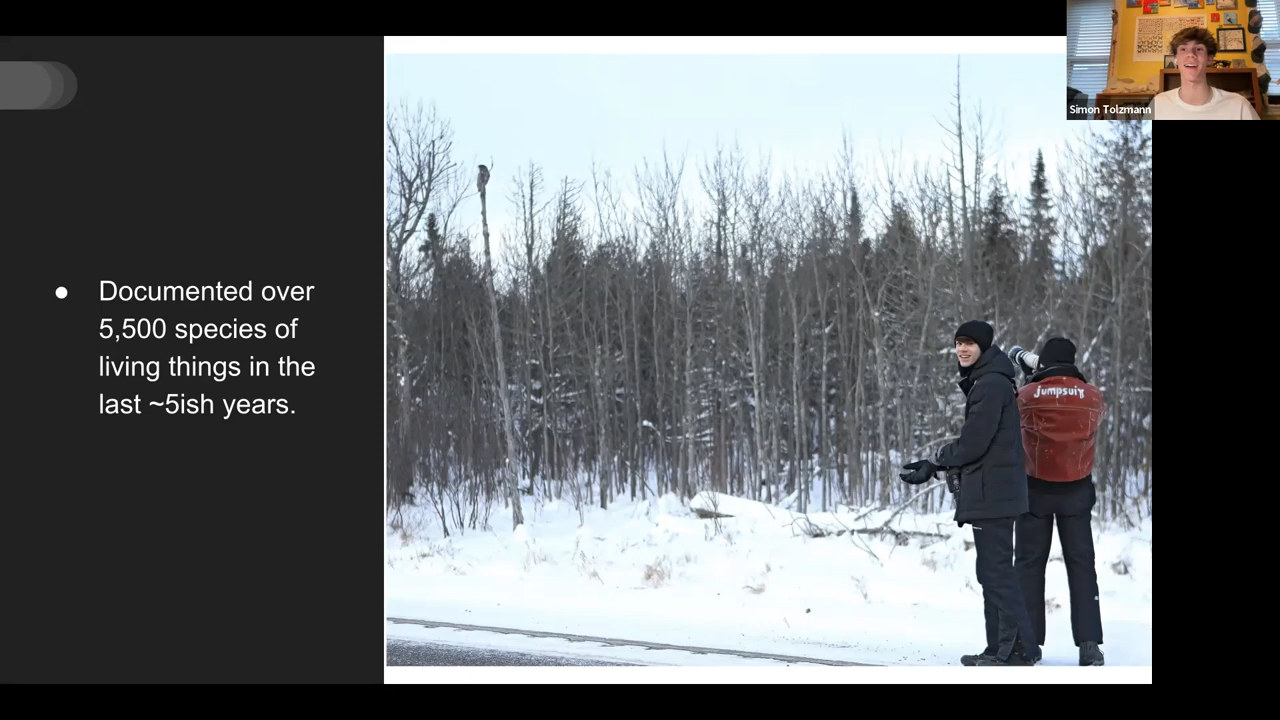 Simon Tolzmann
● Documented over
5,500 species of
living things in the
last ~5ish years.
jumpsuit